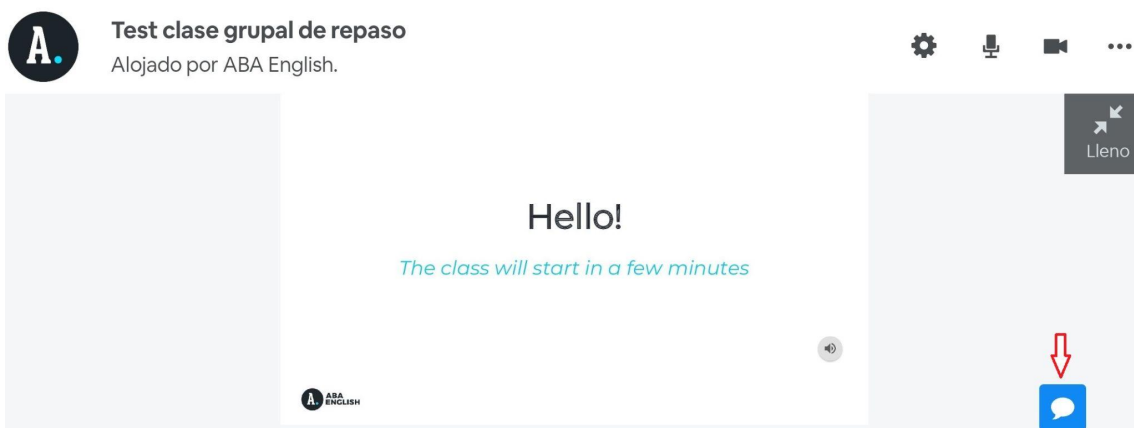 A.
Test clase grupal de repaso
Alojado por ABA English.
Lleno
Hello!
The class will start in a few minutes
A.
ABA
ENGLISH